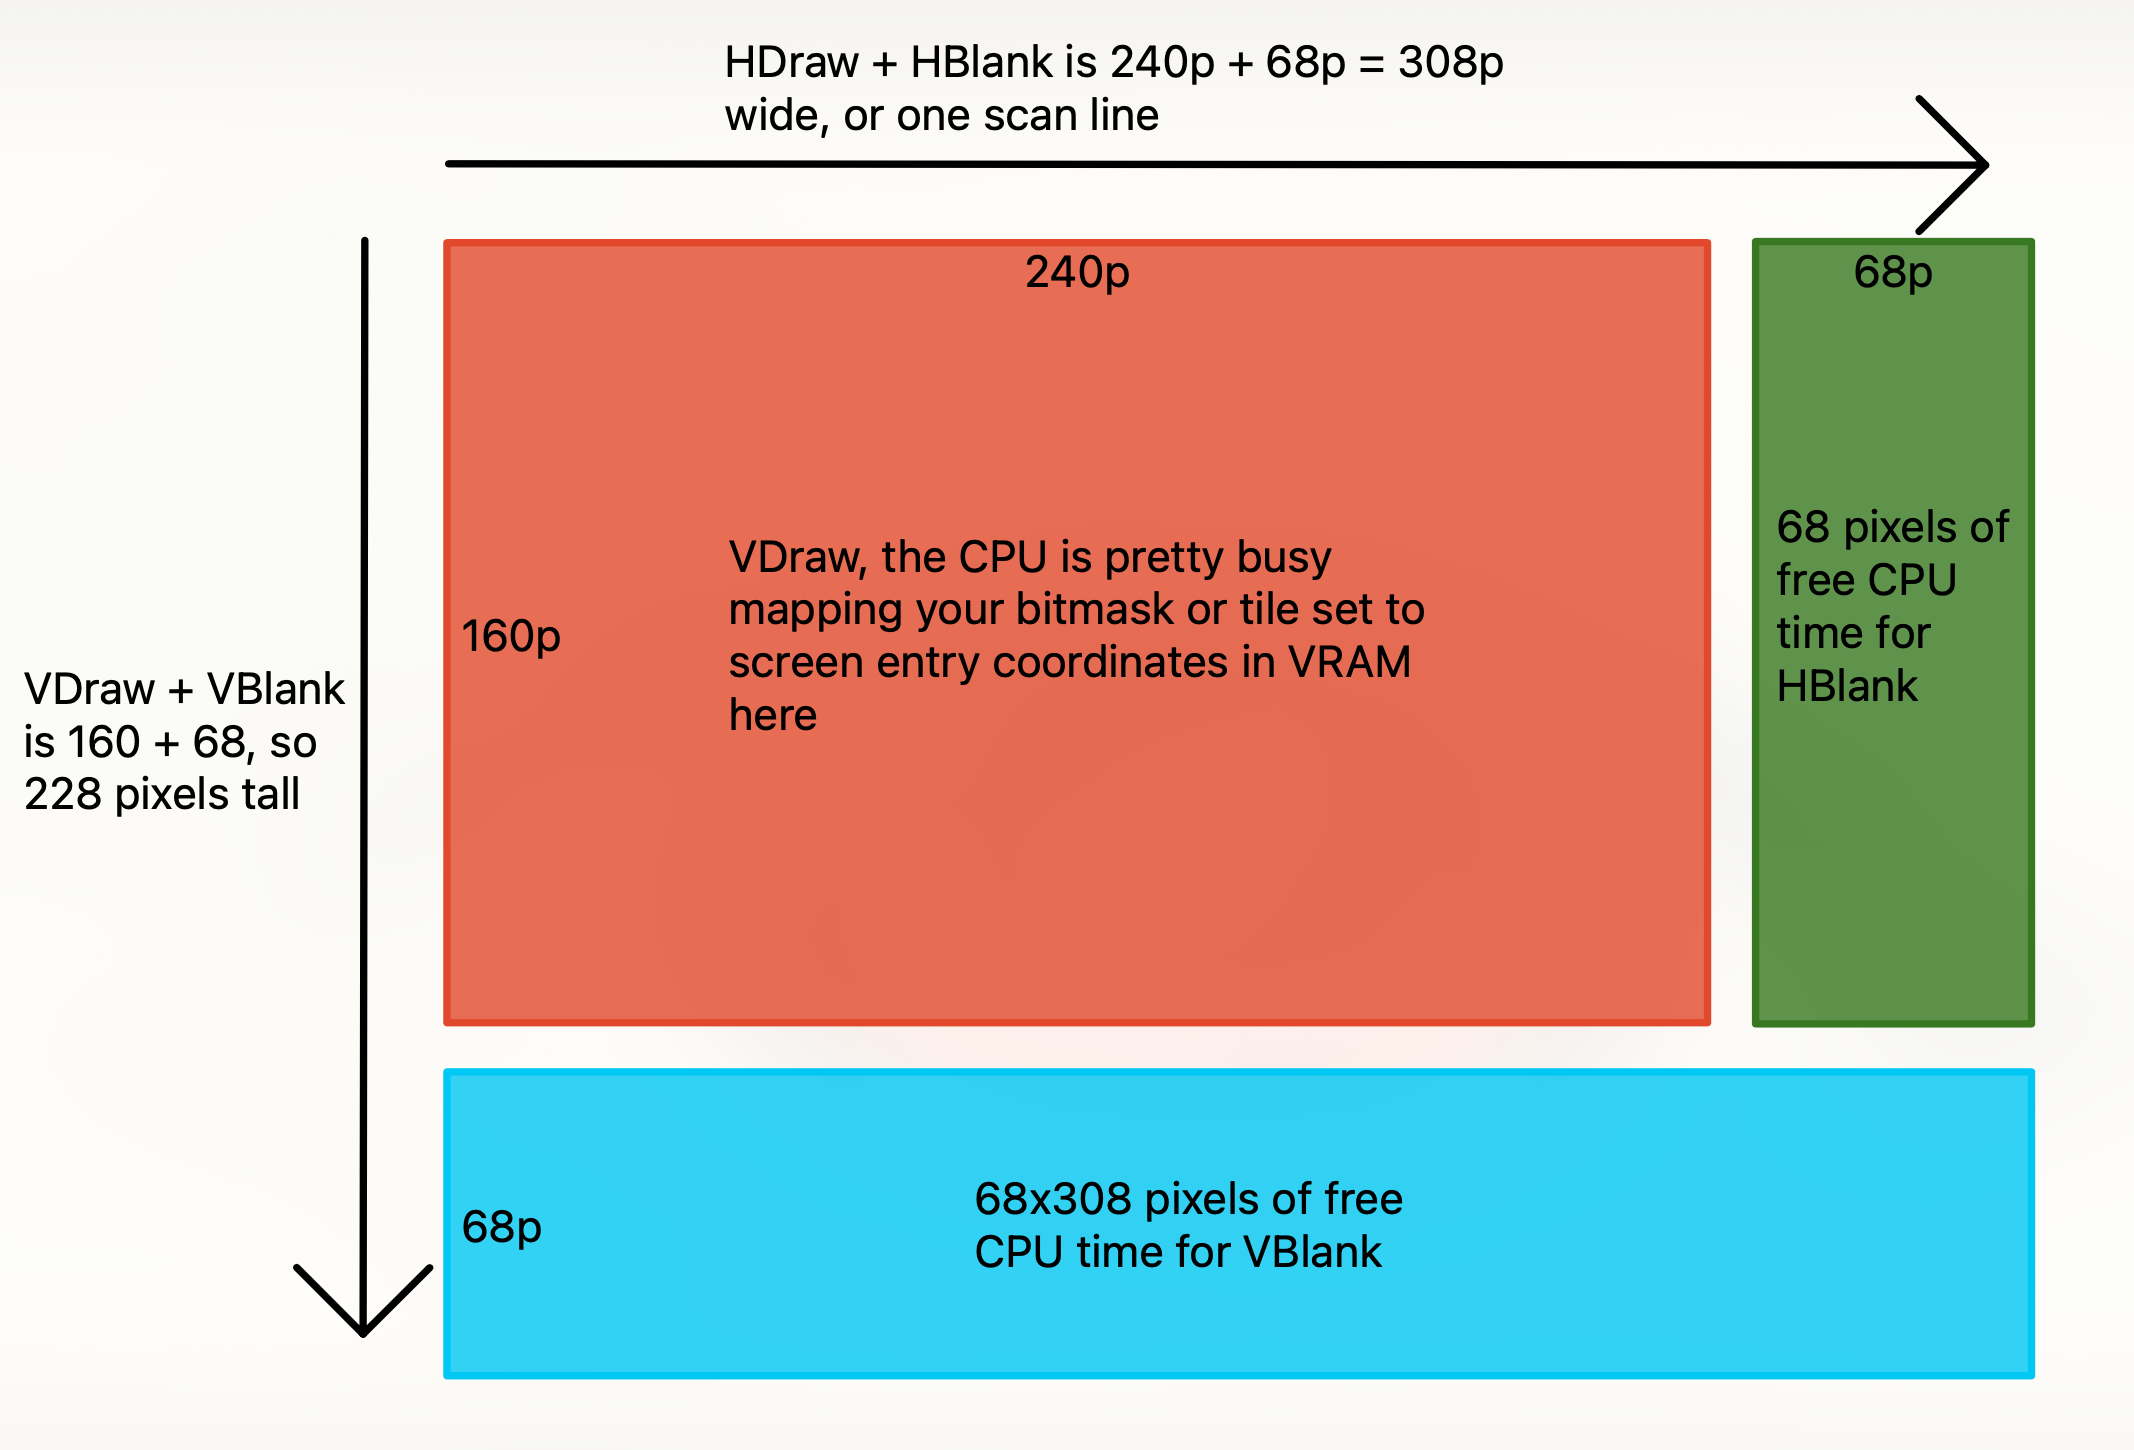 HDraw + HBlank is 240p + 68p = 308p
wide, or one scan line
240p
68p
160p
VDraw, the CPU is pretty busy
mapping your bitmask or tile set to
screen entry coordinates in VRAM
here
68 pixels of
free CPU
time for
HBlank
VDraw + VBlank
is 160 + 68, so
228 pixels tall
68p
68x308 pixels of free
CPU time for VBlank